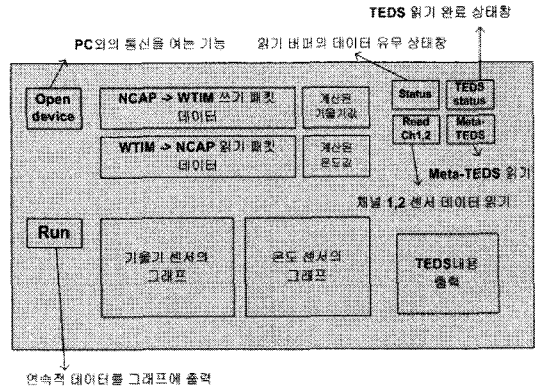 TEDS 읽기 완료 상태창
PC와의 통신을 여는 기능
읽기 버퍼의 데이터 유무 상태창
Open
device
NCAP -> WTIM 쓰기 패킷
데이터
계산된
기울기값
Status
TEDS
status
WTIM -> NCAP 읽기 패킷
데이터
계산된
온도값
Read
Ch1,2
Meta-
TEDS
Meta-TEDS 읽기
채널 1,2 센서 데이터 읽기
Run
기울기 센서의
그래프
온도 센서의
그래프
TEDS내용
출력
연속적 데이터를 그래프에 출력